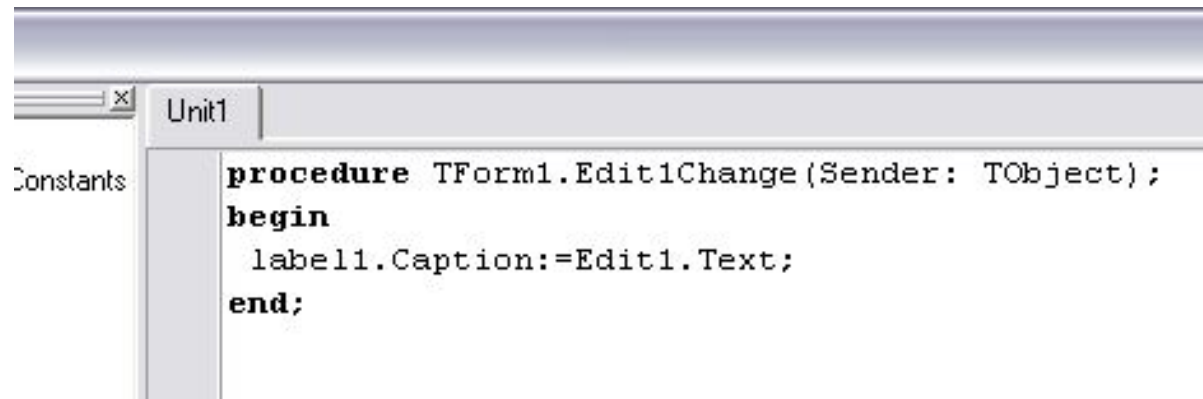 Unit1
Constants
procedure TForm1.Edit1Change(Sender: TObject);
begin
label1.Caption:=Edit1.Text;
end;